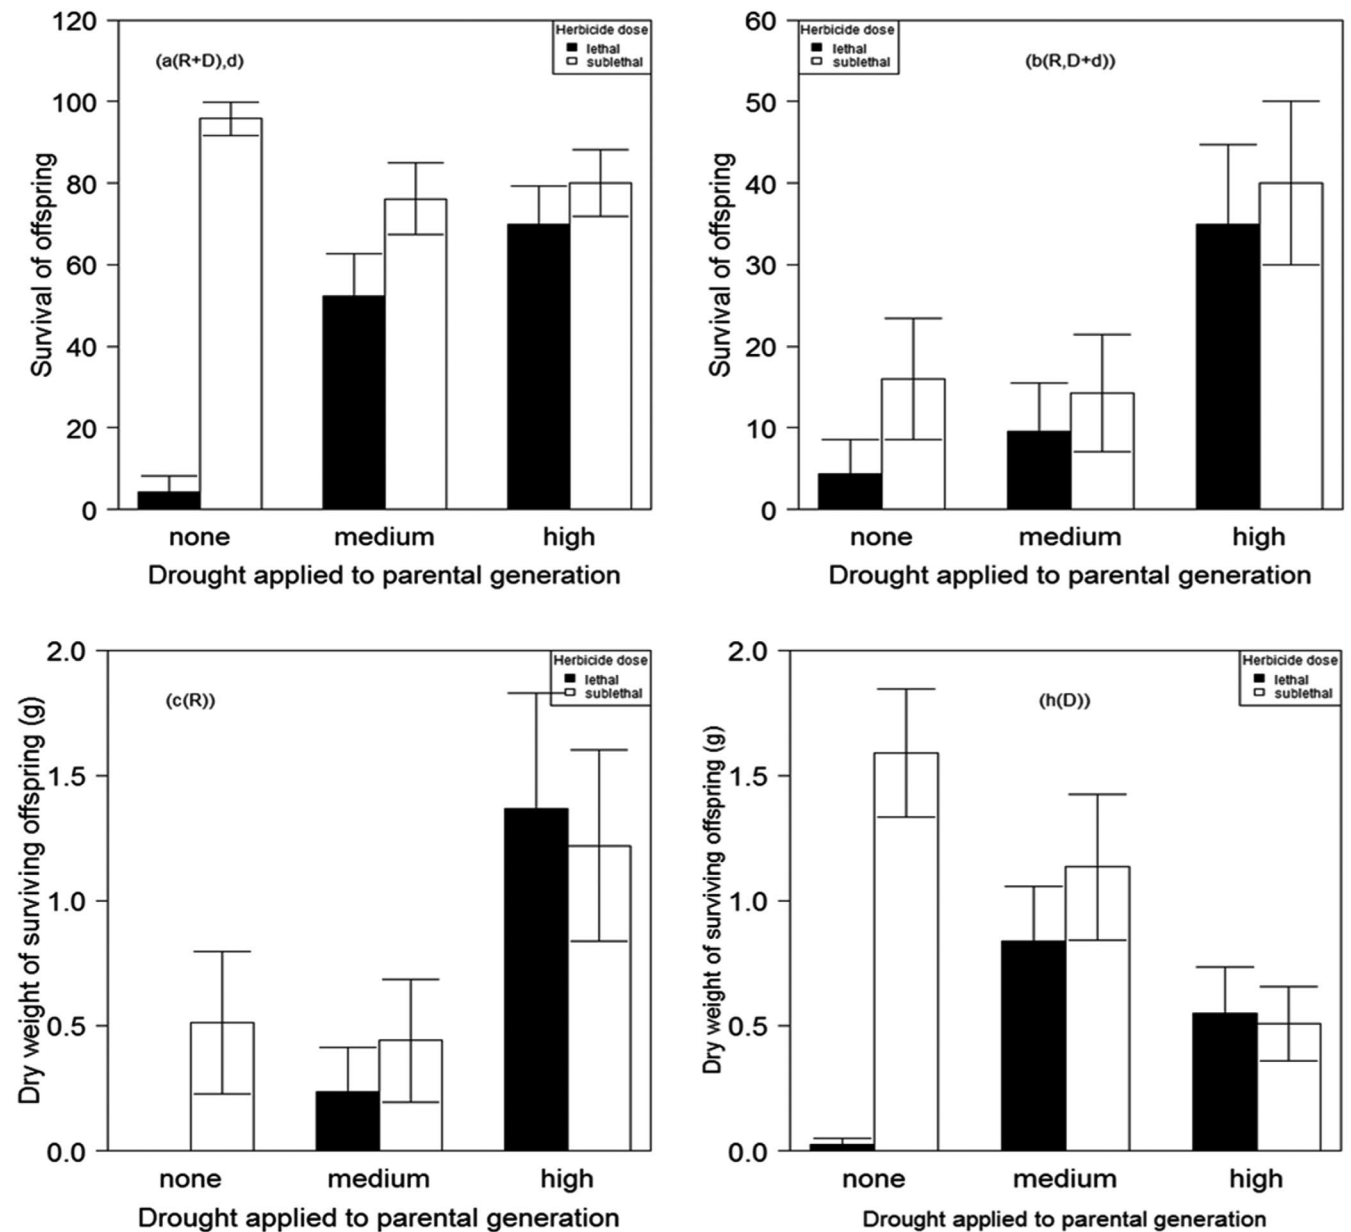 120
100
80
60
40
20
0
Survival of offspring
(a(R+D),d)
Herbicide dose
lethal
sublethal
none medium high
Drought applied to parental generation
60
50
40
30
20
10
0
Survival of offspring
Herbicide dose
lethal
sublethal
(b(R,D+d))
none medium high
Drought applied to parental generation
2.0
1.5
1.0
0.5
0.0
Dry weight of surviving offspring (g)
(c(R))
Herbicide dose
lethal
sublethal
none medium high
Drought applied to parental generation
2.0
1.5
1.0
0.5
0.0
Dry weight of surviving offspring (g)
(h(D))
Herbicide dose
lethal
sublethal
none medium high
Drought applied to parental generation